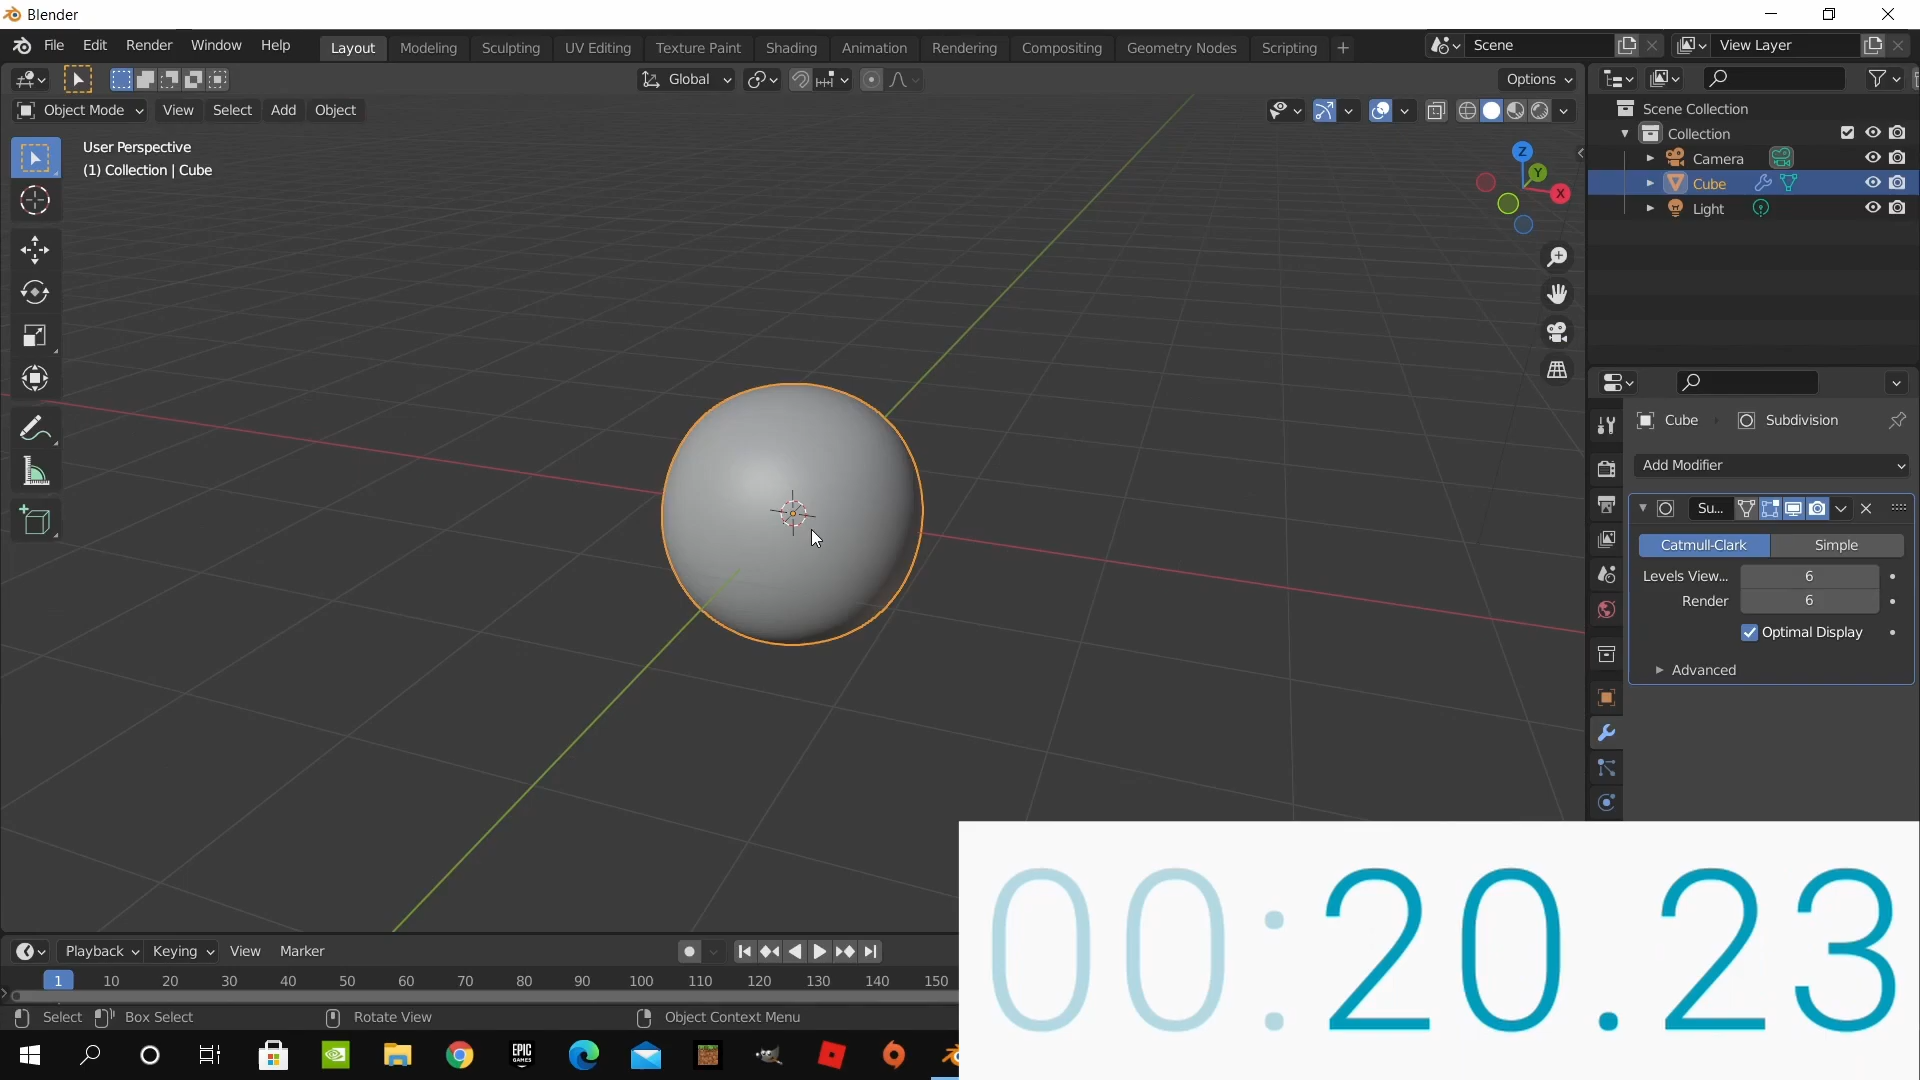 Blender
File Edit Render Window Help Layout Modeling Sculpting UV Editing Texture Paint Shading Animation Rendering Compositing Geometry Nodes Scripting Scene View Layer
Global Options
Object Mode View Select Add Object
User Perspective
(1) Collection | Cube
Z
Y
X
Scene Collection
Collection
Camera
Cube
Light
Cube Subdivision
Add Modifier
Su...
Catmull-Clark Simple
Levels View... 6
Render 6
Optimal Display
Advanced
00:20.23
Playback Keying View Marker
1 10 20 30 40 50 60 70 80 90 100 110 120 130 140 150
Select Box Select Rotate View Object Context Menu
EPIC
GAMES